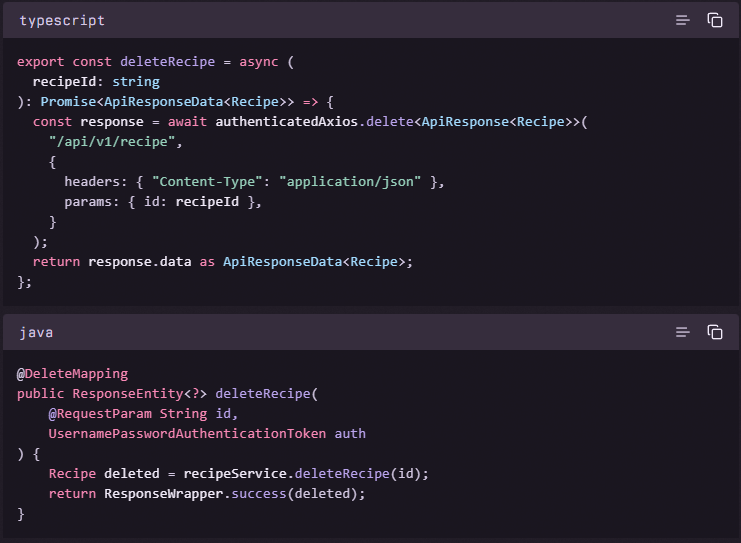 typescript
export const deleteRecipe = async (
  recipeId: string
): Promise<ApiResponseData<Recipe>> => {
  const response = await authenticatedAxios.delete<ApiResponse<Recipe>>(
    "/api/v1/recipe",
    {
      headers: { "Content-Type": "application/json" },
      params: { id: recipeId },
    }
  );
  return response.data as ApiResponseData<Recipe>;
};
java
@DeleteMapping
public ResponseEntity<?> deleteRecipe(
    @RequestParam String id,
    UsernamePasswordAuthenticationToken auth
) {
    Recipe deleted = recipeService.deleteRecipe(id);
    return ResponseWrapper.success(deleted);
}